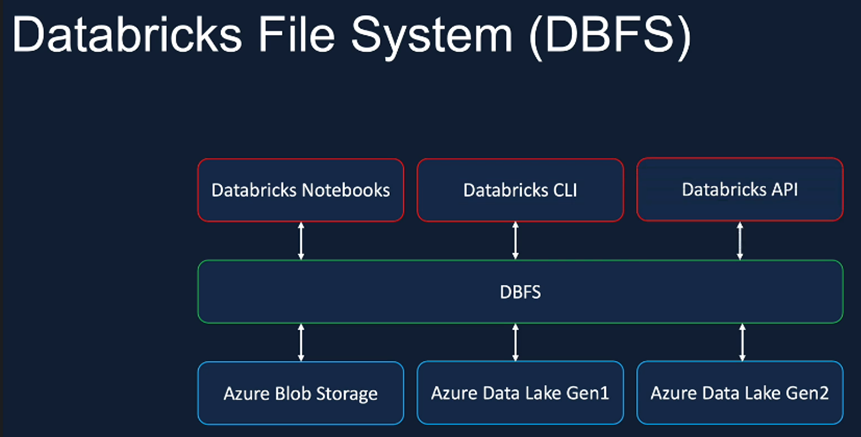 Databricks File System (DBFS)
Databricks Notebooks
Databricks CLI
Databricks API
DBFS
Azure Blob Storage
Azure Data Lake Gen1
Azure Data Lake Gen2